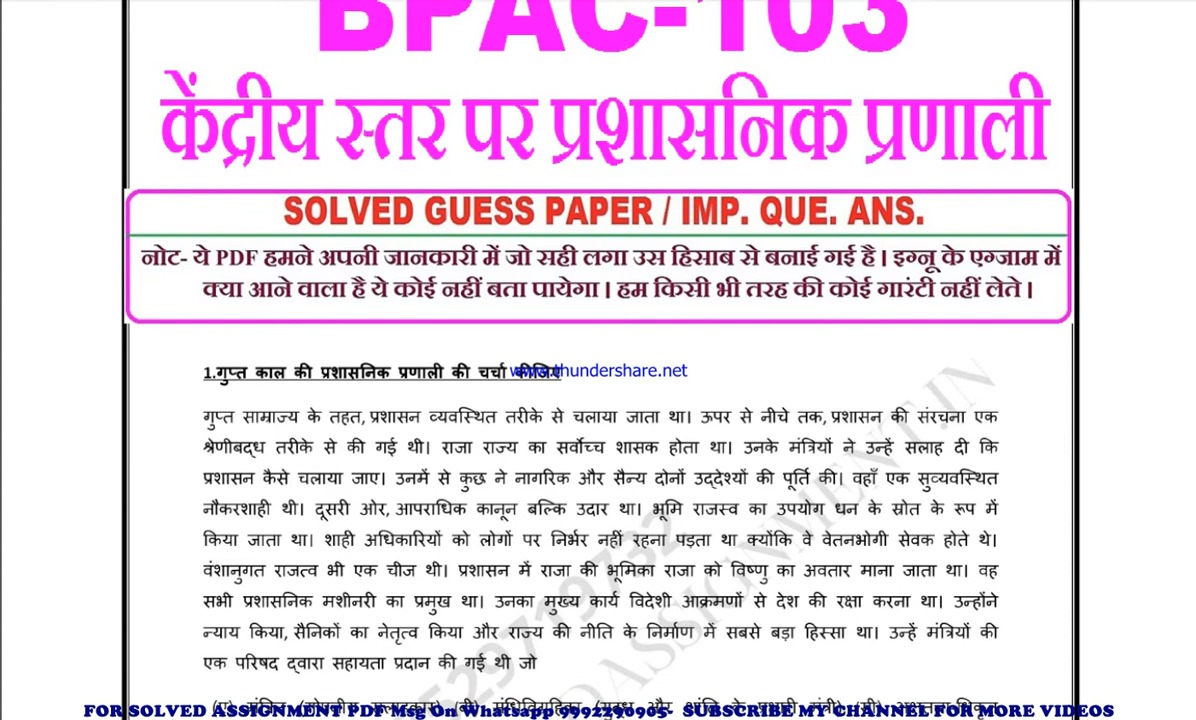 BPAC-103
केंद्रीय स्तर पर प्रशासनिक प्रणाली
SOLVED GUESS PAPER / IMP. QUE. ANS.
नोट- ये PDF हमने अपनी जानकारी में जो सही लगा उस हिसाब से बनाई गई है। इग्नू के एग्जाम में
क्या आने वाला है ये कोई नहीं बता पायेगा। हम किसी भी तरह की कोई गारंटी नहीं लेते।
1.गुप्त काल की प्रशासनिक प्रणाली की चर्चा कीजिए
www.thundershare.net
गुप्त साम्राज्य के तहत, प्रशासन व्यवस्थित तरीके से चलाया जाता था। ऊपर से नीचे तक, प्रशासन की संरचना एक
श्रेणीबद्ध तरीके से की गई थी। राजा राज्य का सर्वोच्च शासक होता था। उनके मंत्रियों ने उन्हें सलाह दी कि
प्रशासन कैसे चलाया जाए। उनमें से कुछ ने नागरिक और सैन्य दोनों उद्देश्यों की पूर्ति की। वहाँ एक सुव्यवस्थित
नौकरशाही थी। दूसरी ओर, आपराधिक कानून बल्कि उदार था। भूमि राजस्व का उपयोग धन के स्रोत के रूप में
किया जाता था। शाही अधिकारियों को लोगों पर निर्भर नहीं रहना पड़ता था क्योंकि वे वेतनभोगी सेवक होते थे।
वंशानुगत राजत्व भी एक चीज थी। प्रशासन में राजा की भूमिका राजा को विष्णु का अवतार माना जाता था। वह
सभी प्रशासनिक मशीनरी का प्रमुख था। उनका मुख्य कार्य विदेशी आक्रमणों से देश की रक्षा करना था। उन्होंने
न्याय किया, सैनिकों का नेतृत्व किया और राज्य की नीति के निर्माण में सबसे बड़ा हिस्सा था। उन्हें मंत्रियों की
एक परिषद द्वारा सहायता प्रदान की गई थी जो
FOR SOLVED ASSIGNMENT PDF Msg On Whatsapp 9992290905- SUBSCRIBE MY CHANNEL FOR MORE VIDEOS